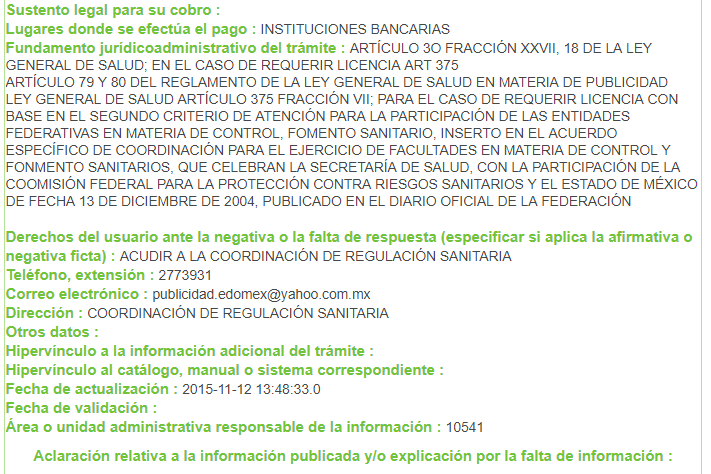 Sustento legal para su cobro :
Lugares donde se efectúa el pago : INSTITUCIONES BANCARIAS
Fundamento jurídicoadministrativo del trámite : ARTÍCULO 3O FRACCIÓN XXVII, 18 DE LA LEY
GENERAL DE SALUD; EN EL CASO DE REQUERIR LICENCIA ART 375
ARTÍCULO 79 Y 80 DEL REGLAMENTO DE LA LEY GENERAL DE SALUD EN MATERIA DE PUBLICIDAD
LEY GENERAL DE SALUD ARTÍCULO 375 FRACCIÓN VII; PARA EL CASO DE REQUERIR LICENCIA CON
BASE EN EL SEGUNDO CRITERIO DE ATENCIÓN PARA LA PARTICIPACIÓN DE LAS ENTIDADES
FEDERATIVAS EN MATERIA DE CONTROL, FOMENTO SANITARIO, INSERTO EN EL ACUERDO
ESPECÍFICO DE COORDINACIÓN PARA EL EJERCICIO DE FACULTADES EN MATERIA DE CONTROL Y
FONMENTO SANITARIOS, QUE CELEBRAN LA SECRETARÍA DE SALUD, CON LA PARTICIPACIÓN DE LA
COOMISIÓN FEDERAL PARA LA PROTECCIÓN CONTRA RIESGOS SANITARIOS Y EL ESTADO DE MÉXICO
DE FECHA 13 DE DICIEMBRE DE 2004, PUBLICADO EN EL DIARIO OFICIAL DE LA FEDERACIÓN
Derechos del usuario ante la negativa o la falta de respuesta (especificar si aplica la afirmativa o
negativa ficta) : ACUDIR A LA COORDINACIÓN DE REGULACIÓN SANITARIA
Teléfono, extensión : 2773931
Correo electrónico : publicidad.edomex@yahoo.com.mx
Dirección : COORDINACIÓN DE REGULACIÓN SANITARIA
Otros datos :
Hipervínculo a la información adicional del trámite :
Hipervínculo al catálogo, manual o sistema correspondiente :
Fecha de actualización : 2015-11-12 13:48:33.0
Fecha de validación :
Área o unidad administrativa responsable de la información : 10541
Aclaración relativa a la información publicada y/o explicación por la falta de información :